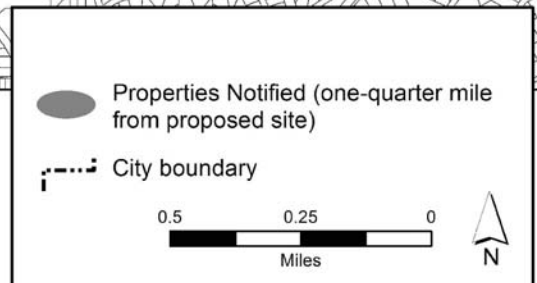 Properties Notified (one-quarter mile
from proposed site)
City boundary
0.5 0.25 0
Miles
N